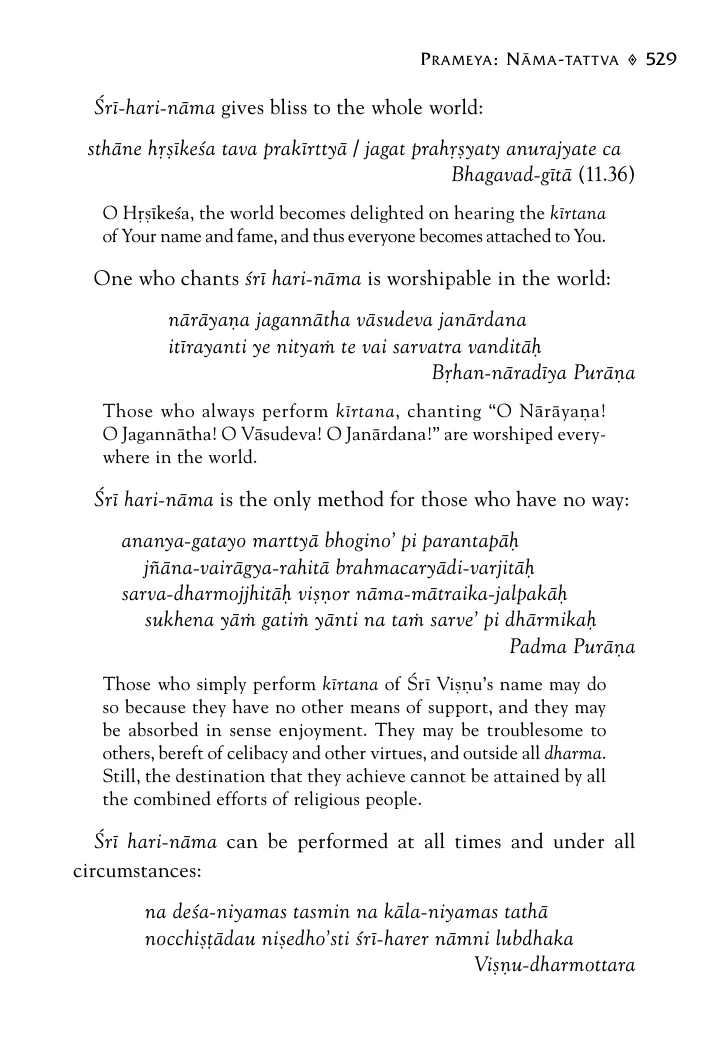 Prameya: Nāma-tattva ◊ 529
Śrī-hari-nāma gives bliss to the whole world:
sthāne hṛṣīkeśa tava prakīrttyā / jagat prahṛṣyaty anurajyate ca
Bhagavad-gītā (11.36)
O Hṛṣīkeśa, the world becomes delighted on hearing the kīrtana
of Your name and fame, and thus everyone becomes attached to You.
One who chants śrī hari-nāma is worshipable in the world:
nārāyaṇa jagannātha vāsudeva janārdana
itīrayanti ye nityaṁ te vai sarvatra vanditāḥ
Bṛhan-nāradīya Purāṇa
Those who always perform kīrtana, chanting “O Nārāyaṇa!
O Jagannātha! O Vāsudeva! O Janārdana!” are worshiped every-
where in the world.
Śrī hari-nāma is the only method for those who have no way:
ananya-gatayo marttyā bhogino’ pi parantapāḥ
jñāna-vairāgya-rahitā brahmacaryādi-varjitāḥ
sarva-dharmojjhitāḥ viṣṇor nāma-mātraika-jalpakāḥ
sukhena yāṁ gatiṁ yānti na taṁ sarve’ pi dhārmikaḥ
Padma Purāṇa
Those who simply perform kīrtana of Śrī Viṣṇu’s name may do
so because they have no other means of support, and they may
be absorbed in sense enjoyment. They may be troublesome to
others, bereft of celibacy and other virtues, and outside all dharma.
Still, the destination that they achieve cannot be attained by all
the combined efforts of religious people.
Śrī hari-nāma can be performed at all times and under all
circumstances:
na deśa-niyamas tasmin na kāla-niyamas tathā
nocchiṣṭādau niṣedho’sti śrī-harer nāmni lubdhaka
Viṣṇu-dharmottara